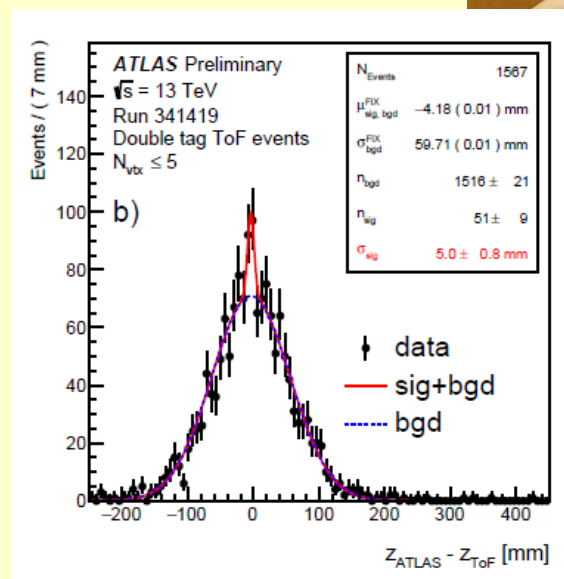 ATLAS Preliminary
√s = 13 TeV
Run 341419
Double tag ToF events
N_vtx ≤ 5
b)
N_Events 1567
μ^FIX_sig, bgd −4.18 ( 0.01 ) mm
σ^FIX_bgd 59.71 ( 0.01 ) mm
n_bgd 1516 ± 21
n_sig 51 ± 9
σ_sig 5.0 ± 0.8 mm
data
sig+bgd
bgd
Events / ( 7 mm )
140
120
100
80
60
40
20
0
−200 −100 0 100 200 300 400
z_ATLAS - z_ToF [mm]